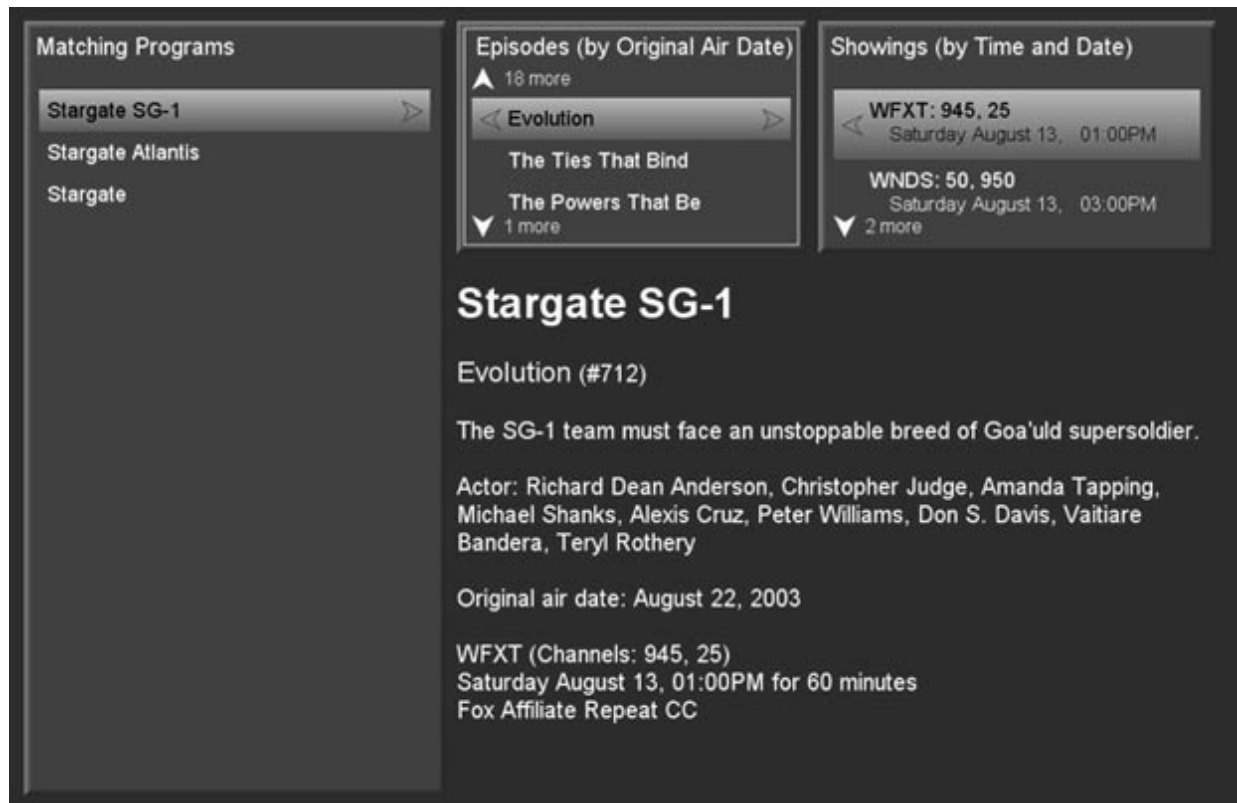 Matching Programs
Stargate SG-1
Stargate Atlantis
Stargate
Episodes (by Original Air Date)
18 more
Evolution
The Ties That Bind
The Powers That Be
1 more
Showings (by Time and Date)
WFXT: 945, 25
Saturday August 13, 01:00PM
WNDS: 50, 950
Saturday August 13, 03:00PM
2 more
Stargate SG-1
Evolution (#712)
The SG-1 team must face an unstoppable breed of Goa'uld supersoldier.
Actor: Richard Dean Anderson, Christopher Judge, Amanda Tapping,
Michael Shanks, Alexis Cruz, Peter Williams, Don S. Davis, Vaitiare
Bandera, Teryl Rothery
Original air date: August 22, 2003
WFXT (Channels: 945, 25)
Saturday August 13, 01:00PM for 60 minutes
Fox Affiliate Repeat CC